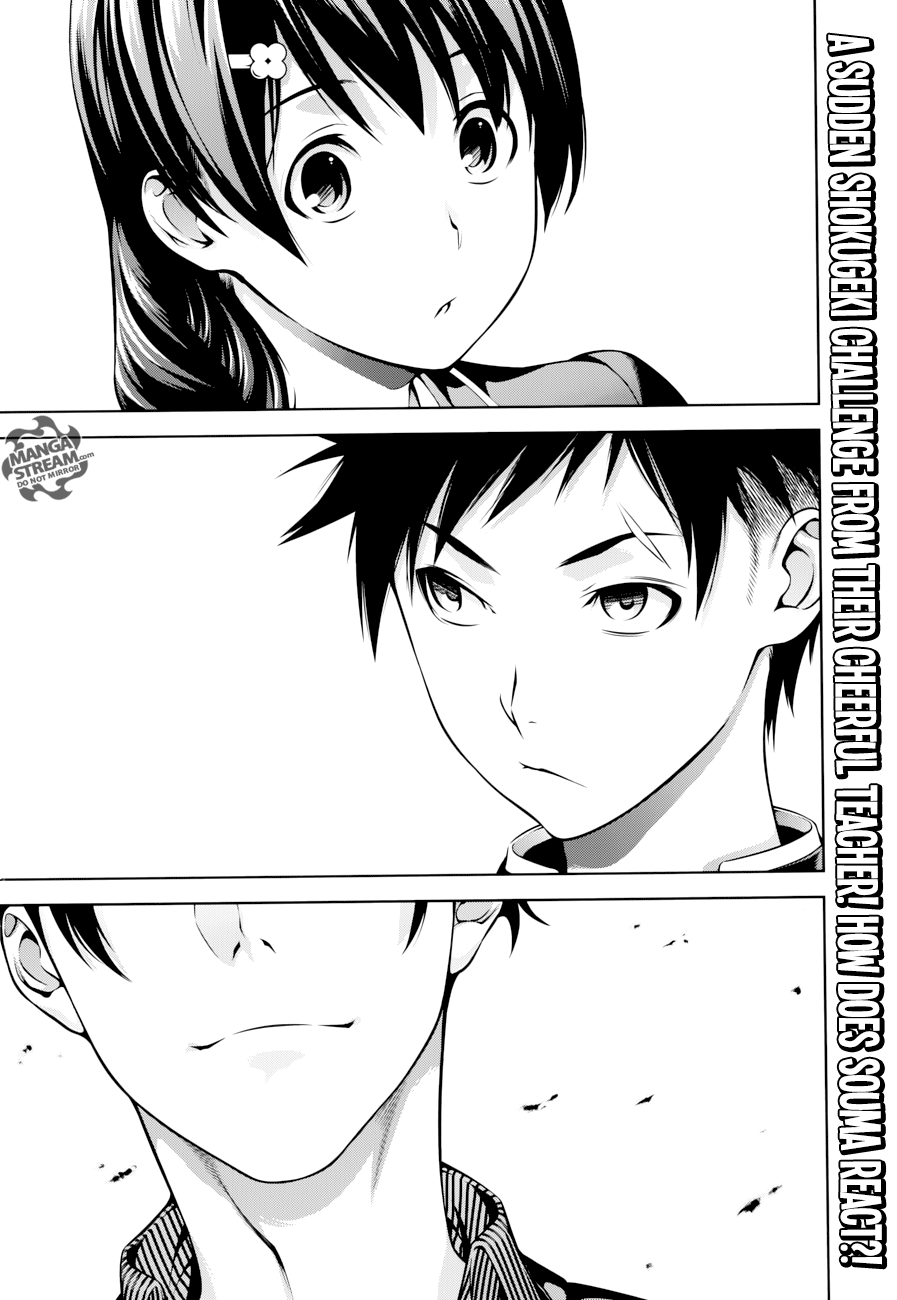 A SUDDEN SHOKUGEKI CHALLENGE FROM THEIR CHEERFUL TEACHER! HOW DOES SOUMA REACT?!
MANGA
STREAM.com
DO NOT MIRROR